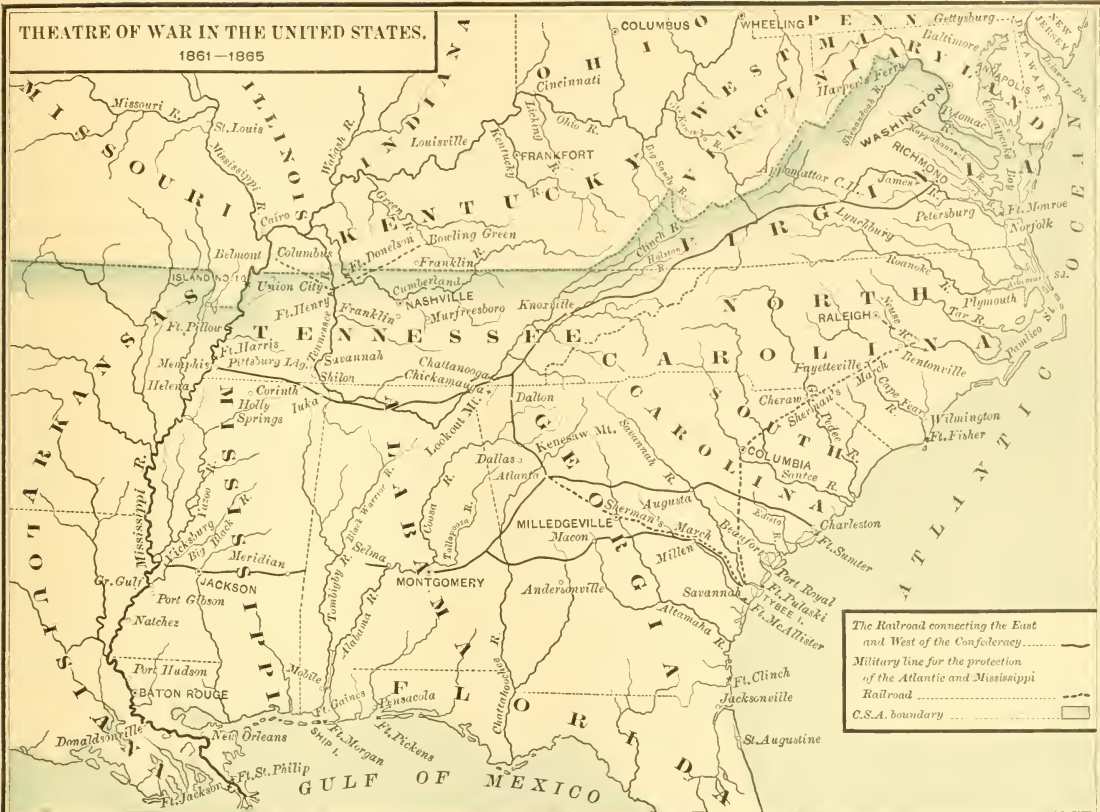 THEATRE OF WAR IN THE UNITED STATES.
1861—1865
COLUMBUS
WHEELING
PENN
Gettysburg
NEW JERSEY
Baltimore
DELAWARE
Delaware Bay
OHIO
WEST VIRGINIA
MARYLAND
ANNAPOLIS
Cincinnati
Harper's Ferry
WASHINGTON
Potomac R.
Chesapeake Bay
MISSOURI
Missouri R.
St. Louis
ILLINOIS
INDIANA
Wabash R.
Louisville
Licking
Ohio R.
Kentucky R.
FRANKFORT
Big Sandy R.
Shenandoah R.
Rappahannock
RICHMOND
Mississippi R.
KENTUCKY
Appomattox C.H.
James R.
VIRGINIA
Petersburg
Ft. Monroe
Norfolk
Lynchburg
Cairo
Green R.
Belmont
Columbus
Ft. Donelson
Bowling Green
Franklin
Clinch R.
Holston R.
Roanoke R.
ISLAND NO. 10
Union City
Cumberland R.
NASHVILLE
Ft. Henry
Franklin
Murfreesboro
Knoxville
Plymouth
Tar R.
Pamlico Sd.
NORTH CAROLINA
RALEIGH
Neuse R.
Ft. Pillow
TENNESSEE
Tennessee R.
Ft. Harris
Memphis
Pittsburg Ldg.
Savannah
Shiloh
Chattanooga
Chickamauga
Fayetteville
Bentonville
Helena
Corinth
Holly Springs
Iuka
Lookout Mt.
Dalton
Cheraw
Sherman's March
Cape Fear R.
Wilmington
Ft. Fisher
ARKANSAS
MISSISSIPPI
ALABAMA
GEORGIA
SOUTH CAROLINA
Kenesaw Mt.
Savannah R.
Pedee R.
COLUMBIA
Santee R.
Dallas
Atlanta
Mississippi R.
Yazoo R.
Black Warrior R.
Coosa R.
Tallapoosa R.
Augusta
Sherman's March
MILLEDGEVILLE
Macon
Edisto
Charleston
Ft. Sumter
Beaufort
Vicksburg
Big Black R.
Meridian
Selma
Millen
Port Royal
Gr. Gulf
JACKSON
MONTGOMERY
Andersonville
Savannah
Ft. Pulaski
TYBEE I.
Ft. McAllister
Port Gibson
Natchez
Tombigby R.
Alabama R.
Altamaha R.
LOUISIANA
Port Hudson
BATON ROUGE
Mobile
Ft. Gaines
Pensacola
Chattahoochee R.
FLORIDA
Ft. Clinch
Jacksonville
St. Augustine
Donaldsonville
New Orleans
SHIP I.
Ft. Morgan
Ft. Pickens
Ft. St. Philip
Ft. Jackson
GULF OF MEXICO
ATLANTIC OCEAN
The Railroad connecting the East
and West of the Confederacy
Military line for the protection
of the Atlantic and Mississippi
Railroad
C.S.A. boundary